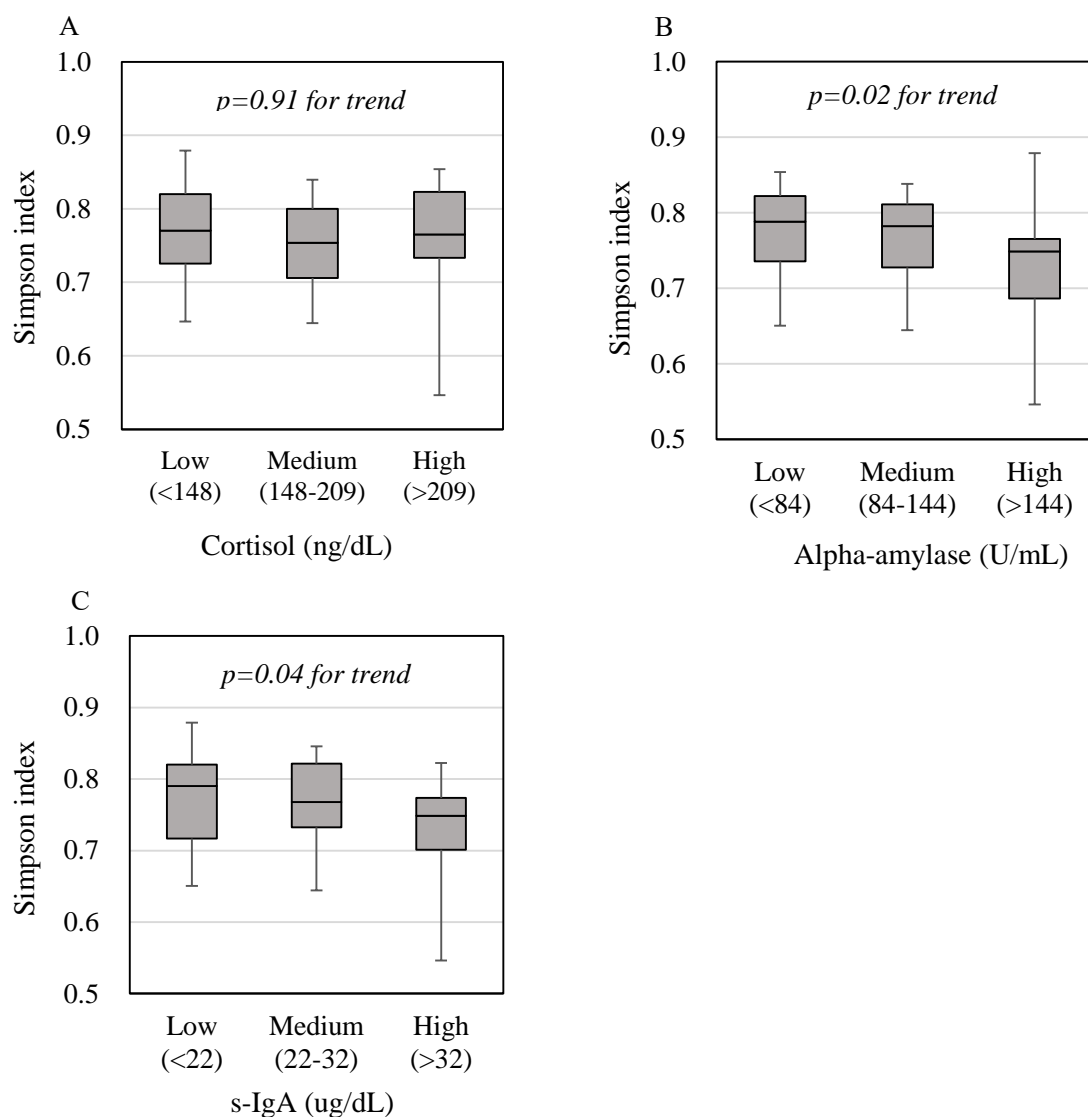 A
p=0.91 for trend
1.0
0.9
0.8
0.7
0.6
0.5
Simpson index
Low Medium High
(<148) (148-209) (>209)
Cortisol (ng/dL)
B
p=0.02 for trend
1.0
0.9
0.8
0.7
0.6
0.5
Simpson index
Low Medium High
(<84) (84-144) (>144)
Alpha-amylase (U/mL)
C
p=0.04 for trend
1.0
0.9
0.8
0.7
0.6
0.5
Simpson index
Low Medium High
(<22) (22-32) (>32)
s-IgA (ug/dL)